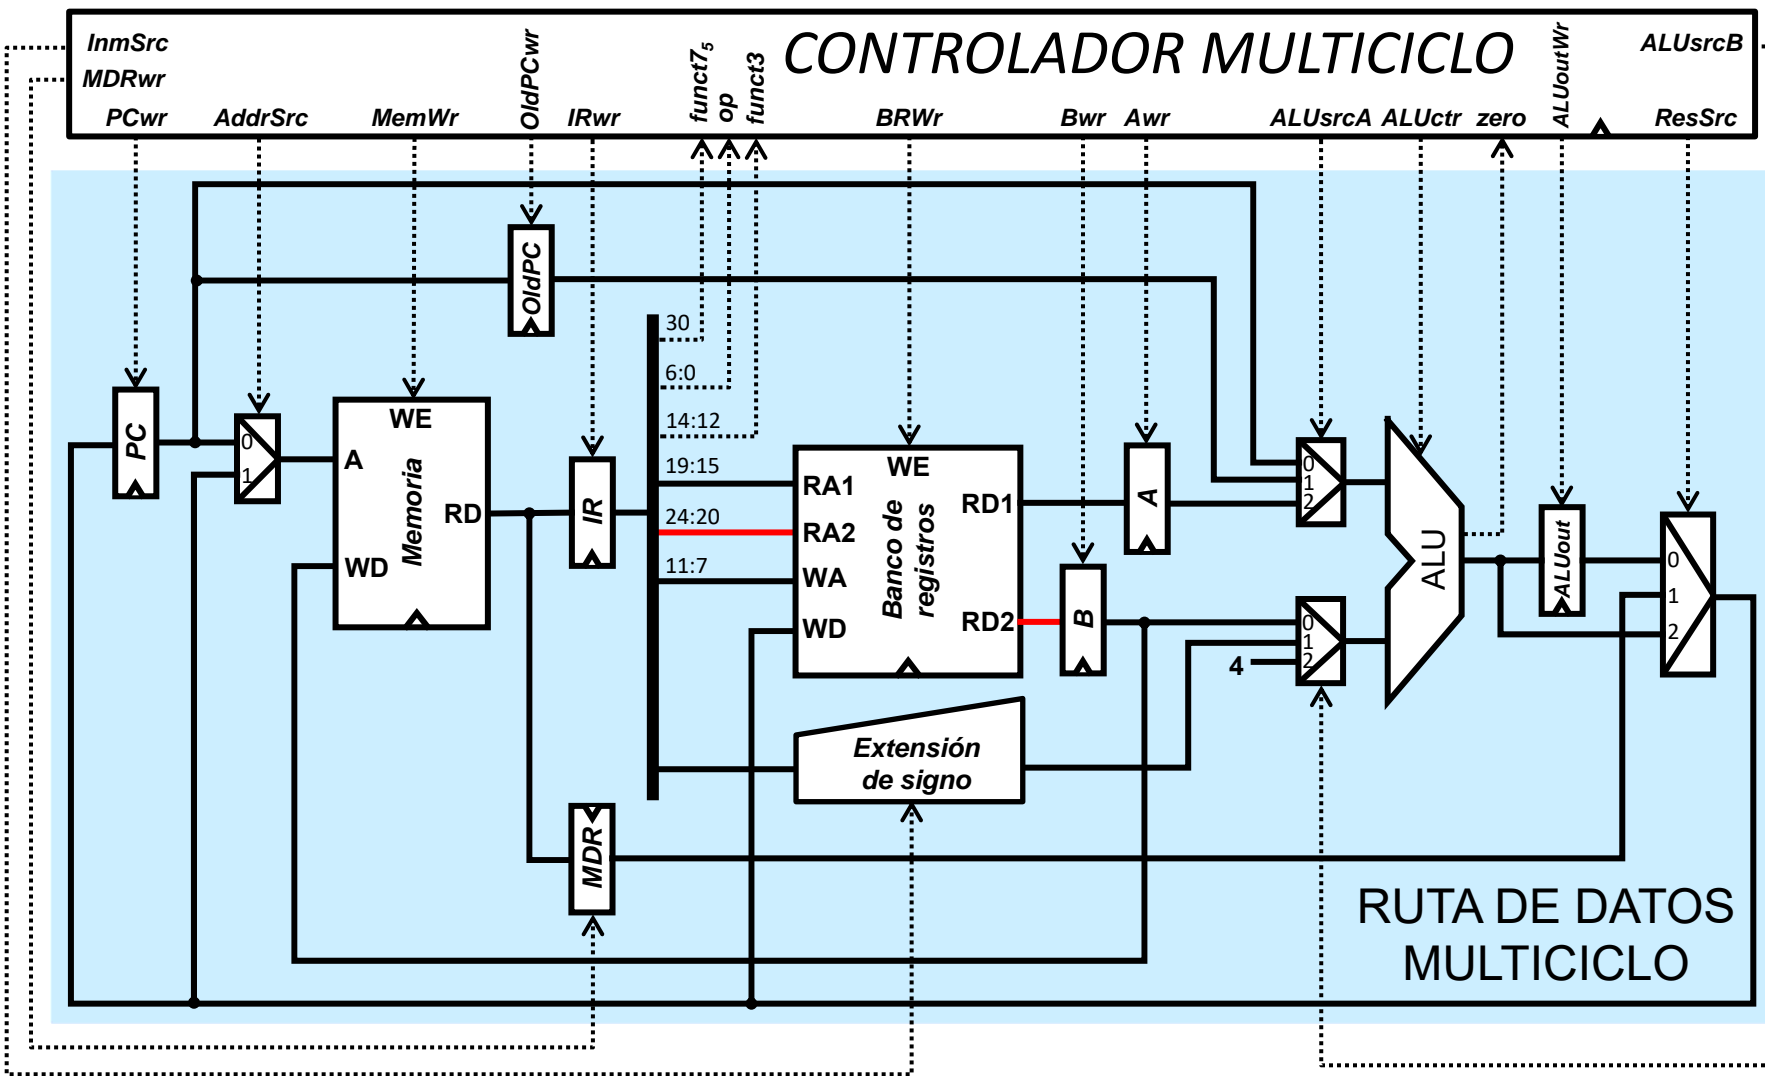 CONTROLADOR MULTICICLO
InmSrc
MDRwr
PCwr
AddrSrc
MemWr
OldPCwr
IRwr
funct7₅
op
funct3
BRWr
Bwr
Awr
ALUsrcA
ALUctr
zero
ALUoutWr
ALUsrcB
ResSrc
OldPC
30
6:0
14:12
19:15
24:20
11:7
PC
0
1
A
WE
RD
WD
Memoria
IR
WE
RA1
RA2
WA
WD
RD1
RD2
Banco de
registros
A
B
0
1
2
0
1
2
4
ALU
ALUout
0
1
2
Extensión
de signo
MDR
RUTA DE DATOS
MULTICICLO